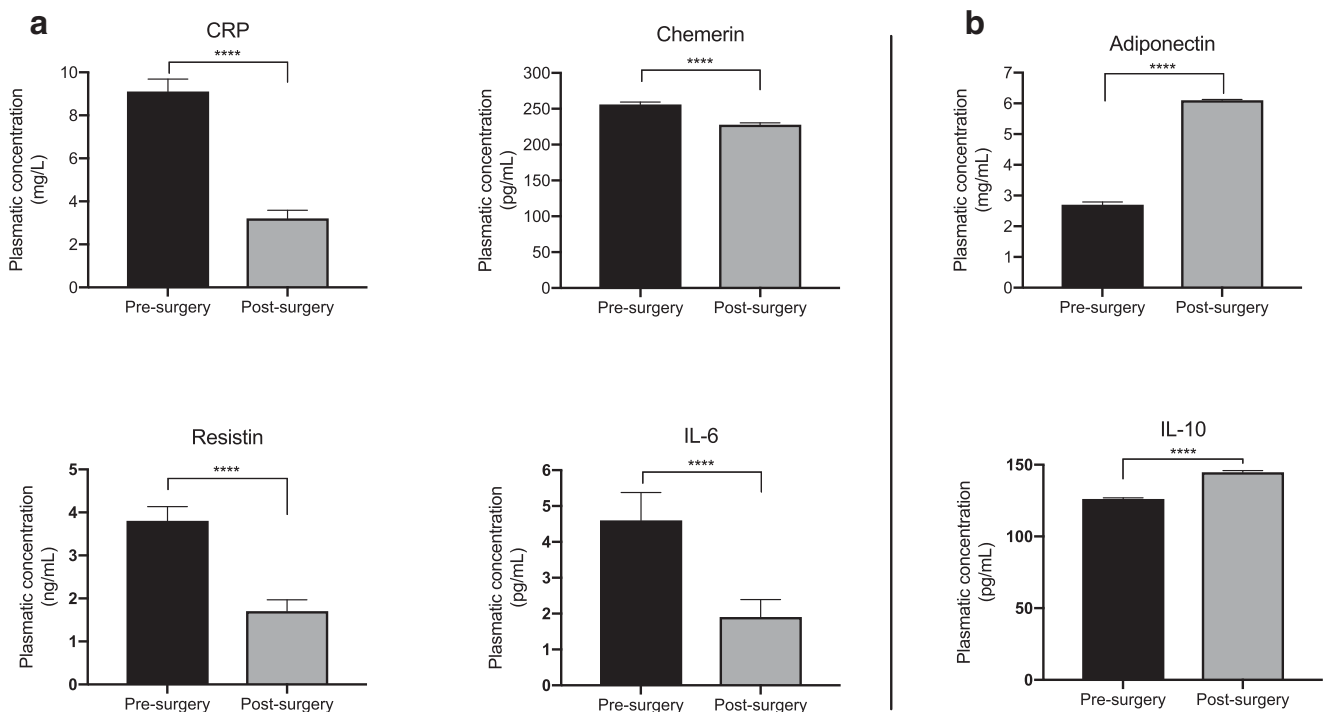 a
CRP
****
Plasmatic concentration
(mg/L)
10
8
6
4
2
0
Pre-surgery Post-surgery
Chemerin
****
Plasmatic concentration
(pg/mL)
300
250
200
150
100
50
0
Pre-surgery Post-surgery
Resistin
****
Plasmatic concentration
(ng/mL)
5
4
3
2
1
0
Pre-surgery Post-surgery
IL-6
****
Plasmatic concentration
(pg/mL)
6
5
4
3
2
1
0
Pre-surgery Post-surgery
b
Adiponectin
****
Plasmatic concentration
(mg/mL)
7
6
5
4
3
2
1
0
Pre-surgery Post-surgery
IL-10
****
Plasmatic concentration
(pg/mL)
150
100
50
0
Pre-surgery Post-surgery